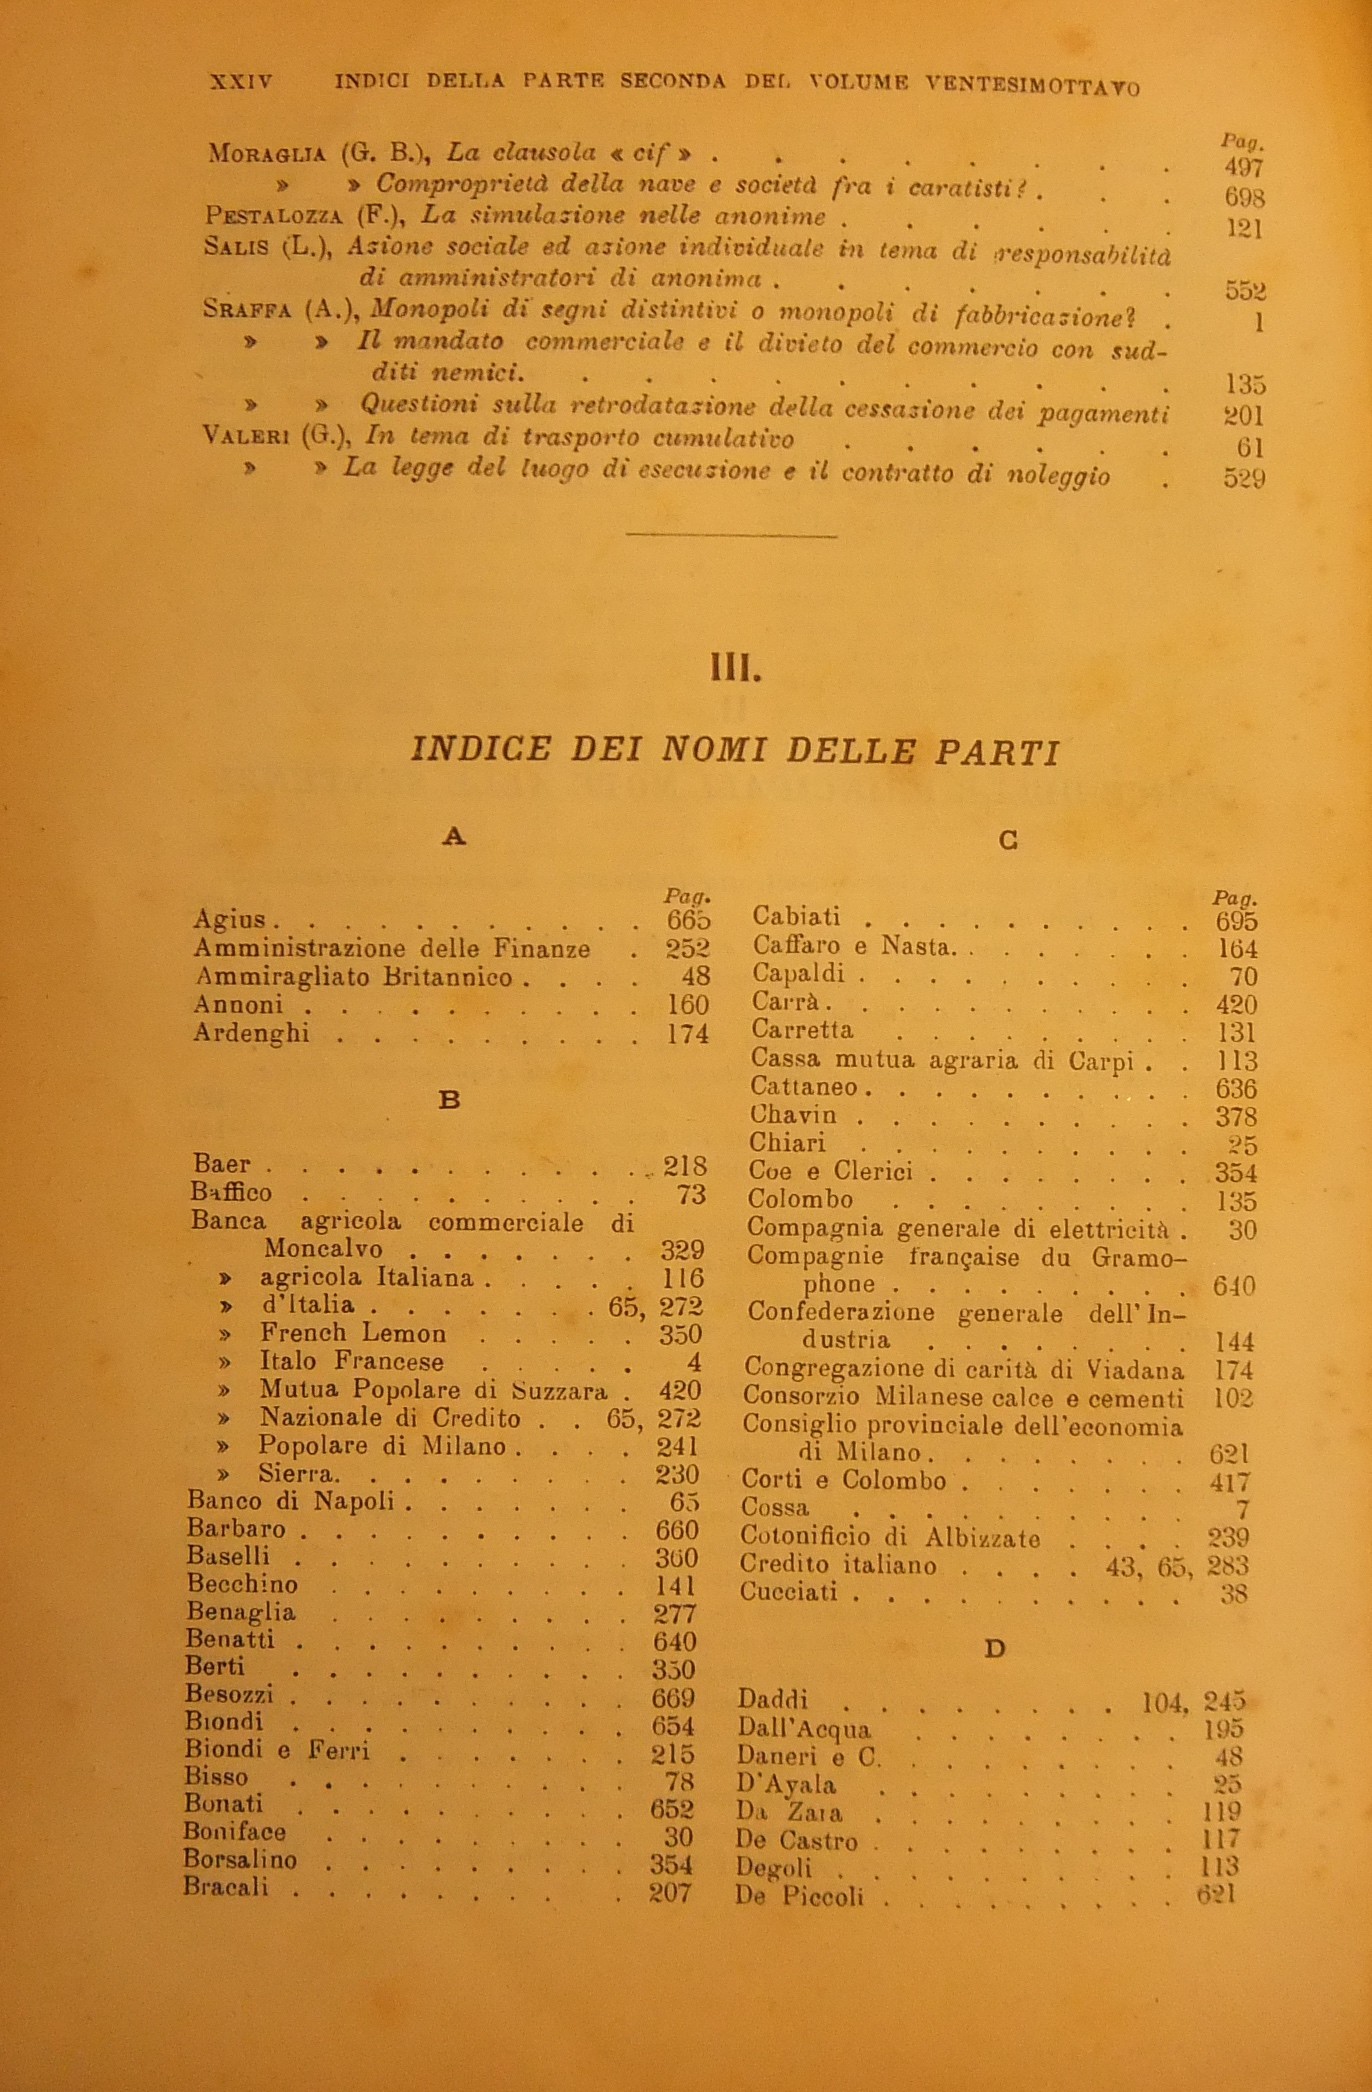 XXIV INDICI DELLA PARTE SECONDA DEL VOLUME VENTESIMOTTAVO
Pag.
MORAGLIA (G. B.), La clausola « cif » . . . . . . . . 497
» » Comproprietà della nave e società fra i caratisti? . . . 698
PESTALOZZA (F.), La simulazione nelle anonime . . . . . . 121
SALIS (L.), Azione sociale ed azione individuale in tema di responsabilità
di amministratori di anonima . . . . . . . 552
SRAFFA (A.), Monopoli di segni distintivi o monopoli di fabbricazione? . 1
» » Il mandato commerciale e il divieto del commercio con sud-
diti nemici. . . . . . . . . . . 135
» » Questioni sulla retrodatazione della cessazione dei pagamenti 201
VALERI (G.), In tema di trasporto cumulativo . . . . . . 61
» » La legge del luogo di esecuzione e il contratto di noleggio . 529
III.
INDICE DEI NOMI DELLE PARTI
A
Pag.
Agius . . . . . . . . . . . 665
Amministrazione delle Finanze . 252
Ammiragliato Britannico . . . . 48
Annoni . . . . . . . . . . 160
Ardenghi . . . . . . . . . 174
B
Baer . . . . . . . . . . . 218
Baffico . . . . . . . . . . 73
Banca agricola commerciale di
Moncalvo . . . . . . . 329
» agricola Italiana . . . . . 116
» d'Italia . . . . . . . 65, 272
» French Lemon . . . . . 350
» Italo Francese . . . . . 4
» Mutua Popolare di Suzzara . 420
» Nazionale di Credito . . 65, 272
» Popolare di Milano . . . . 241
» Sierra. . . . . . . . . 230
Banco di Napoli . . . . . . . 65
Barbaro . . . . . . . . . . 660
Baselli . . . . . . . . . . 360
Becchino . . . . . . . . . 141
Benaglia . . . . . . . . . 277
Benatti . . . . . . . . . . 640
Berti . . . . . . . . . . 350
Besozzi . . . . . . . . . . 669
Biondi . . . . . . . . . . 654
Biondi e Ferri . . . . . . . 215
Bisso . . . . . . . . . . 78
Bonati . . . . . . . . . . 652
Boniface . . . . . . . . . 30
Borsalino . . . . . . . . . 354
Bracali . . . . . . . . . 207
C
Pag.
Cabiati . . . . . . . . . . 695
Caffaro e Nasta. . . . . . . . 164
Capaldi . . . . . . . . . . 70
Carrà . . . . . . . . . . . 420
Carretta . . . . . . . . . 131
Cassa mutua agraria di Carpi . . 113
Cattaneo . . . . . . . . . . 636
Chavin . . . . . . . . . . 378
Chiari . . . . . . . . . . 25
Coe e Clerici . . . . . . . . 354
Colombo . . . . . . . . . 135
Compagnia generale di elettricità . 30
Compagnie française du Gramo-
phone . . . . . . . . . 640
Confederazione generale dell'In-
dustria . . . . . . . . 144
Congregazione di carità di Viadana 174
Consorzio Milanese calce e cementi 102
Consiglio provinciale dell'economia
di Milano . . . . . . . . 621
Corti e Colombo . . . . . . . 417
Cossa . . . . . . . . . . 7
Cotonificio di Albizzate . . . . 239
Credito italiano . . . . 43, 65, 283
Cucciati . . . . . . . . . . 38
D
Daddi . . . . . . . . 104, 245
Dall'Acqua . . . . . . . . 195
Daneri e C. . . . . . . . . 48
D'Ayala . . . . . . . . . 25
Da Zara . . . . . . . . . 119
De Castro . . . . . . . . . 117
Degoli . . . . . . . . . . 113
De Piccoli . . . . . . . . . 621